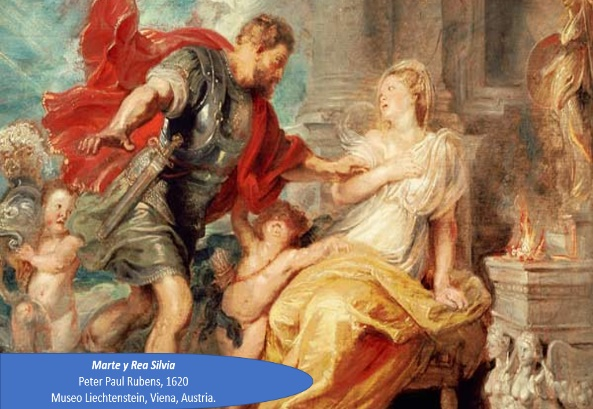 Marte y Rea Silvia
Peter Paul Rubens, 1620
Museo Liechtenstein, Viena, Austria.